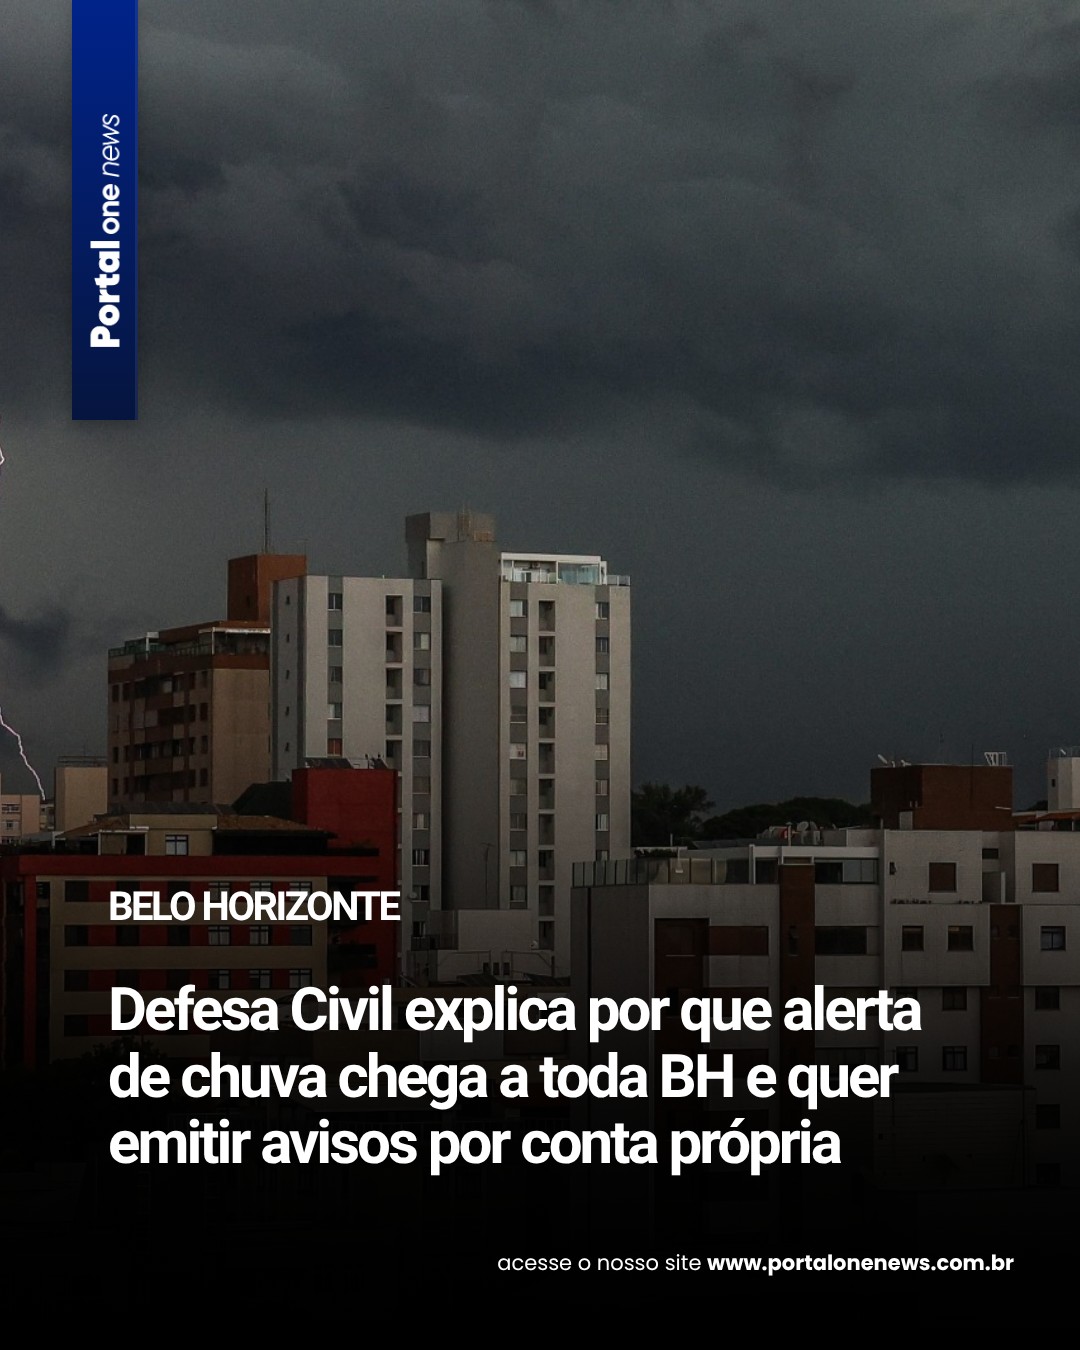 Portal one news
BELO HORIZONTE
Defesa Civil explica por que alerta
de chuva chega a toda BH e quer
emitir avisos por conta própria
acesse o nosso site www.portalonenews.com.br